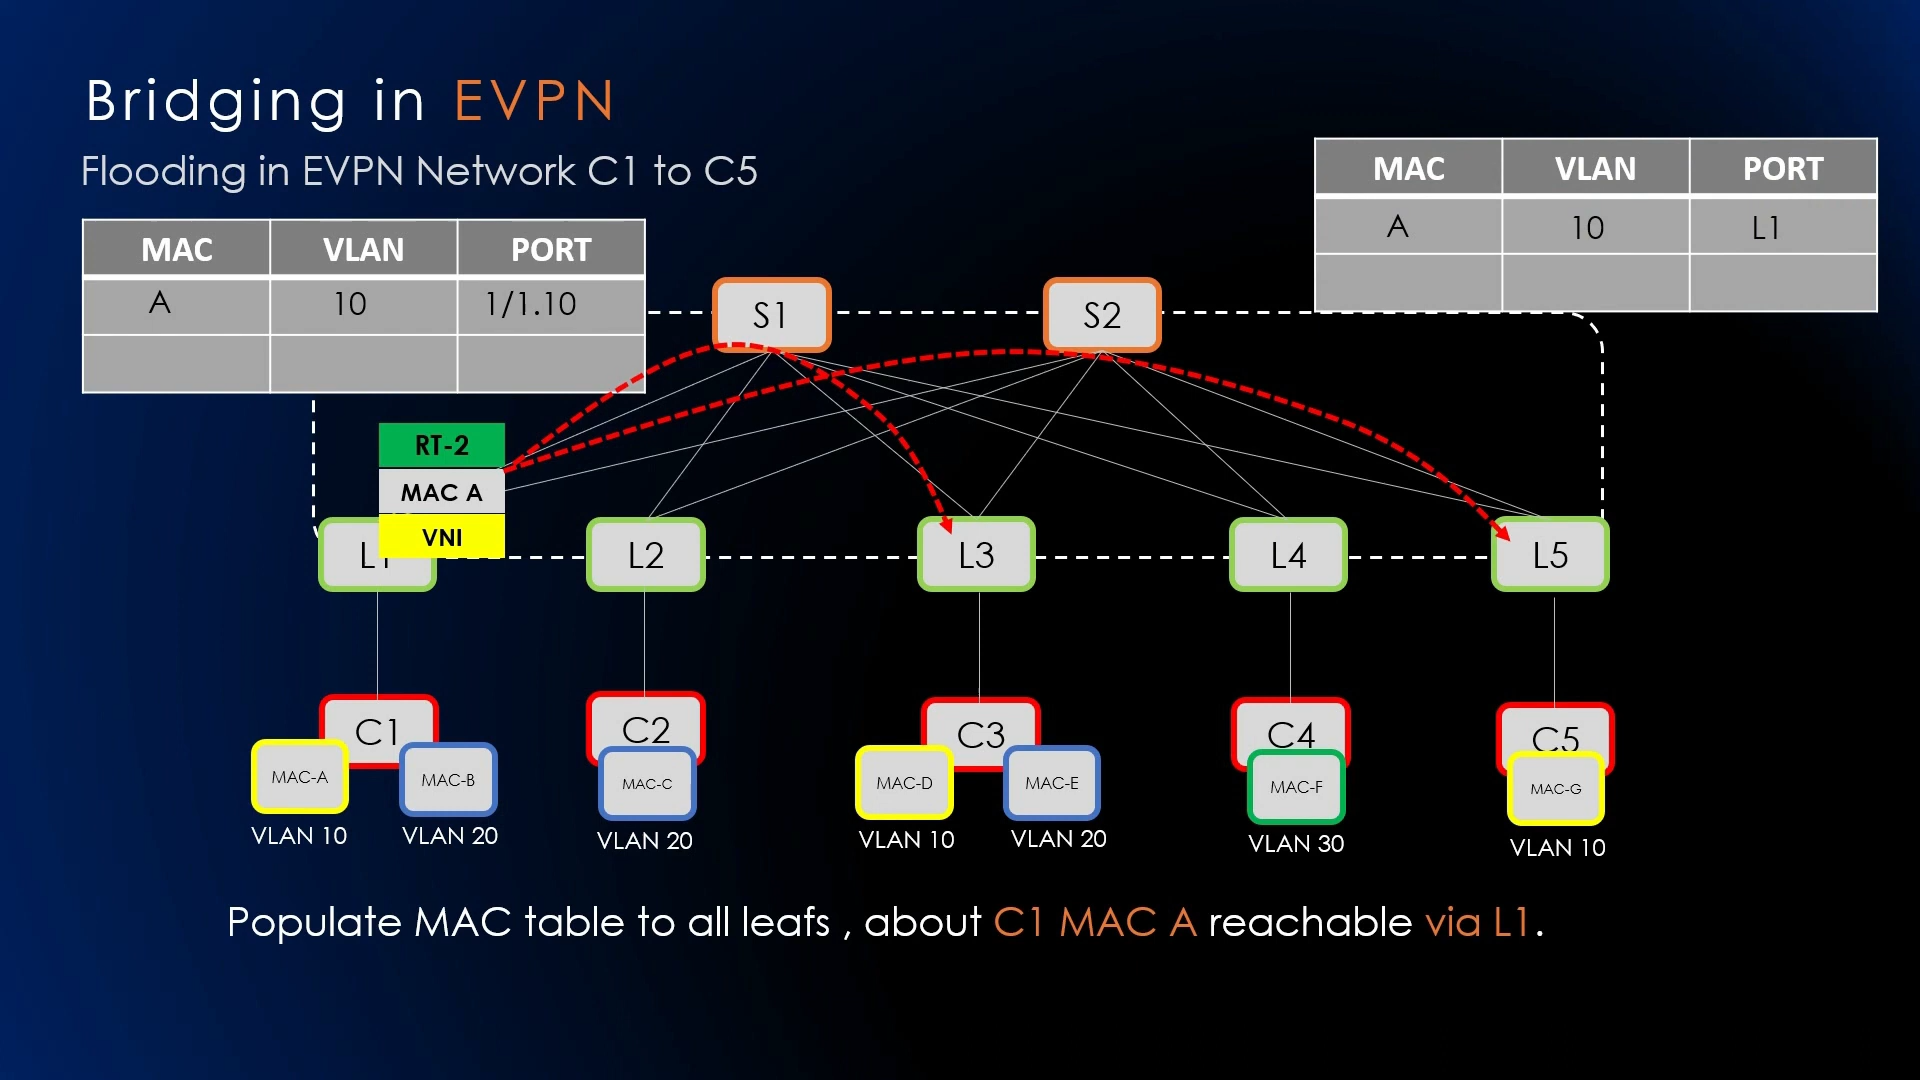 Bridging in EVPN
Flooding in EVPN Network C1 to C5
MAC VLAN PORT
A 10 1/1.10
MAC VLAN PORT
A 10 L1
S1 S2
RT-2
MAC A
VNI
L1 L2 L3 L4 L5
C1 C2 C3 C4 C5
MAC-A MAC-B MAC-C MAC-D MAC-E MAC-F MAC-G
VLAN 10 VLAN 20 VLAN 20 VLAN 10 VLAN 20 VLAN 30 VLAN 10
Populate MAC table to all leafs , about C1 MAC A reachable via L1.